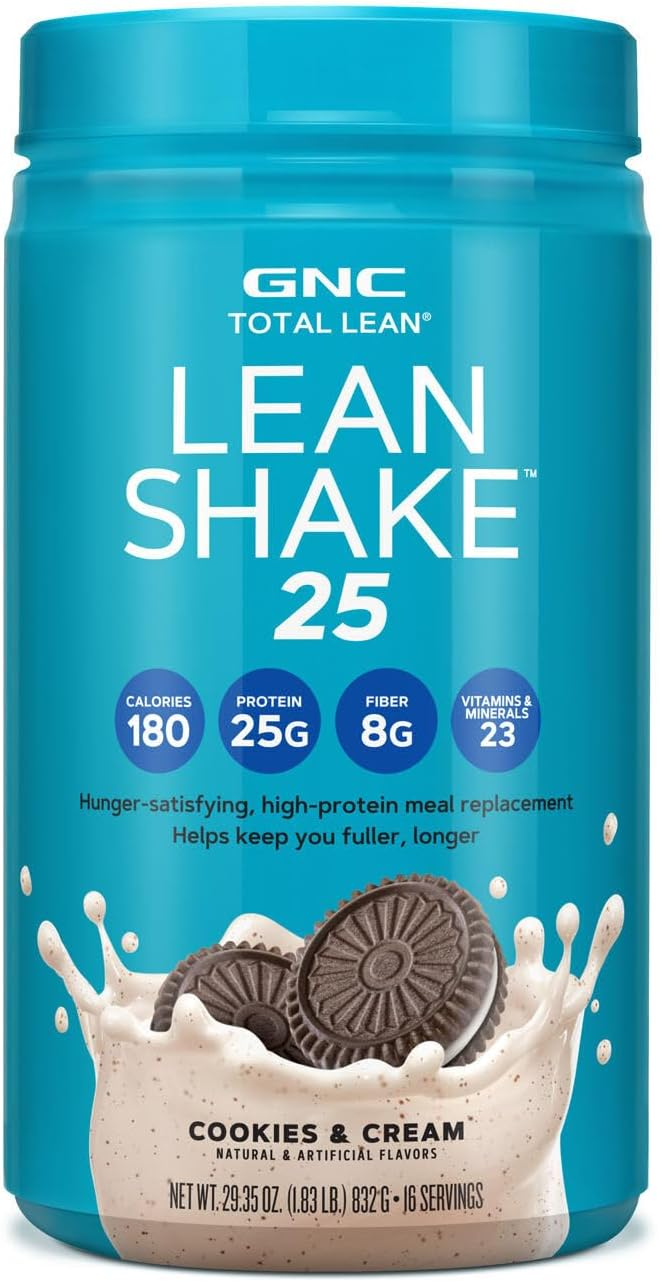 GNC
TOTAL LEAN®
LEAN
SHAKE™
25
CALORIES
180
PROTEIN
25G
FIBER
8G
VITAMINS &
MINERALS
23
Hunger-satisfying, high-protein meal replacement
Helps keep you fuller, longer
COOKIES & CREAM
NATURAL & ARTIFICIAL FLAVORS
NET WT. 29.35 OZ. (1.83 LB.) 832 G • 16 SERVINGS